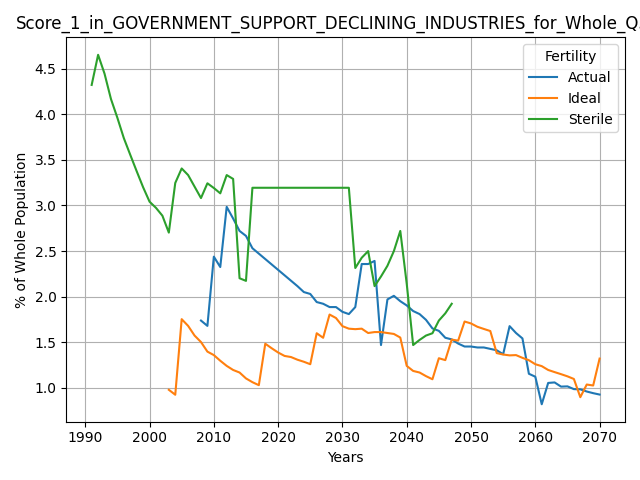 Score_1_in_GOVERNMENT_SUPPORT_DECLINING_INDUSTRIES_for_Whole_Q
Fertility
Actual
Ideal
Sterile
% of Whole Population
4.5
4.0
3.5
3.0
2.5
2.0
1.5
1.0
1990 2000 2010 2020 2030 2040 2050 2060 2070
Years